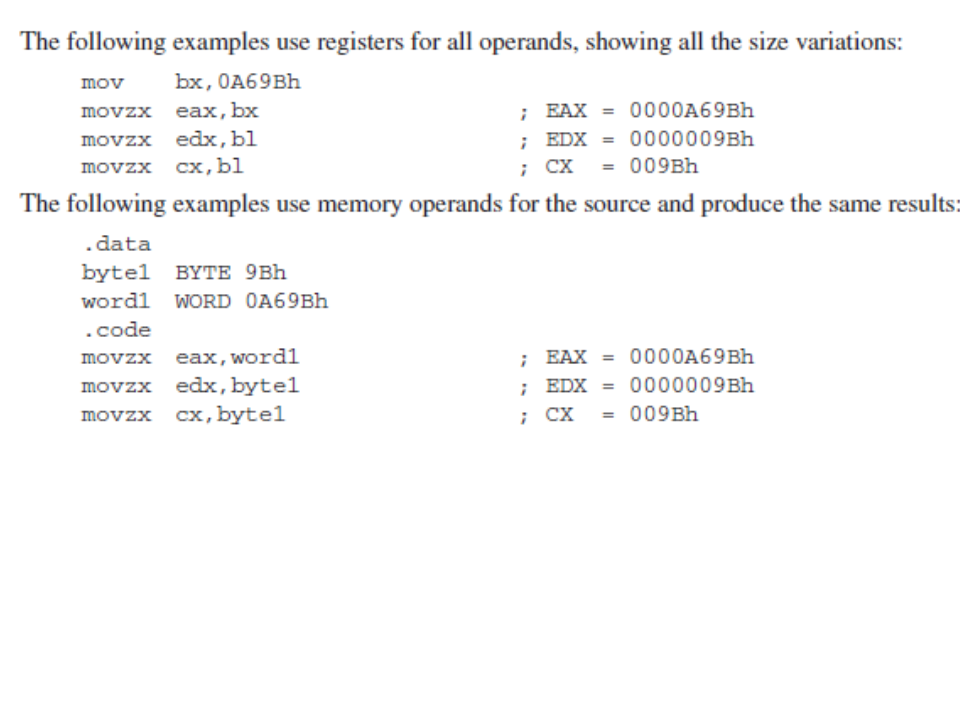 The following examples use registers for all operands, showing all the size variations:
mov bx,0A69Bh
movzx eax,bx ; EAX = 0000A69Bh
movzx edx,bl ; EDX = 0000009Bh
movzx cx,bl ; CX = 009Bh
The following examples use memory operands for the source and produce the same results:
.data
byte1 BYTE 9Bh
word1 WORD 0A69Bh
.code
movzx eax,word1 ; EAX = 0000A69Bh
movzx edx,byte1 ; EDX = 0000009Bh
movzx cx,byte1 ; CX = 009Bh